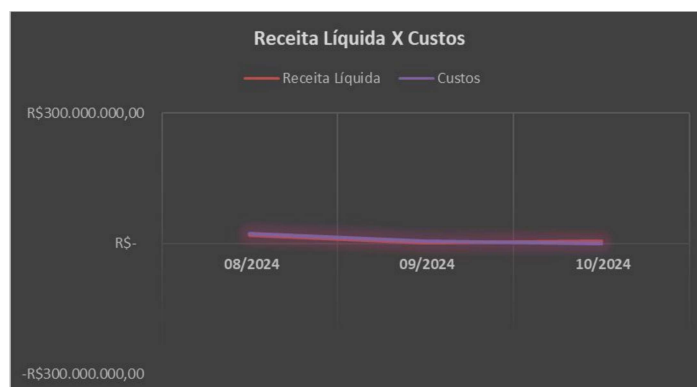 Receita Líquida X Custos
Receita Líquida Custos
R$300.000.000,00
R$-
08/2024 09/2024 10/2024
-R$300.000.000,00